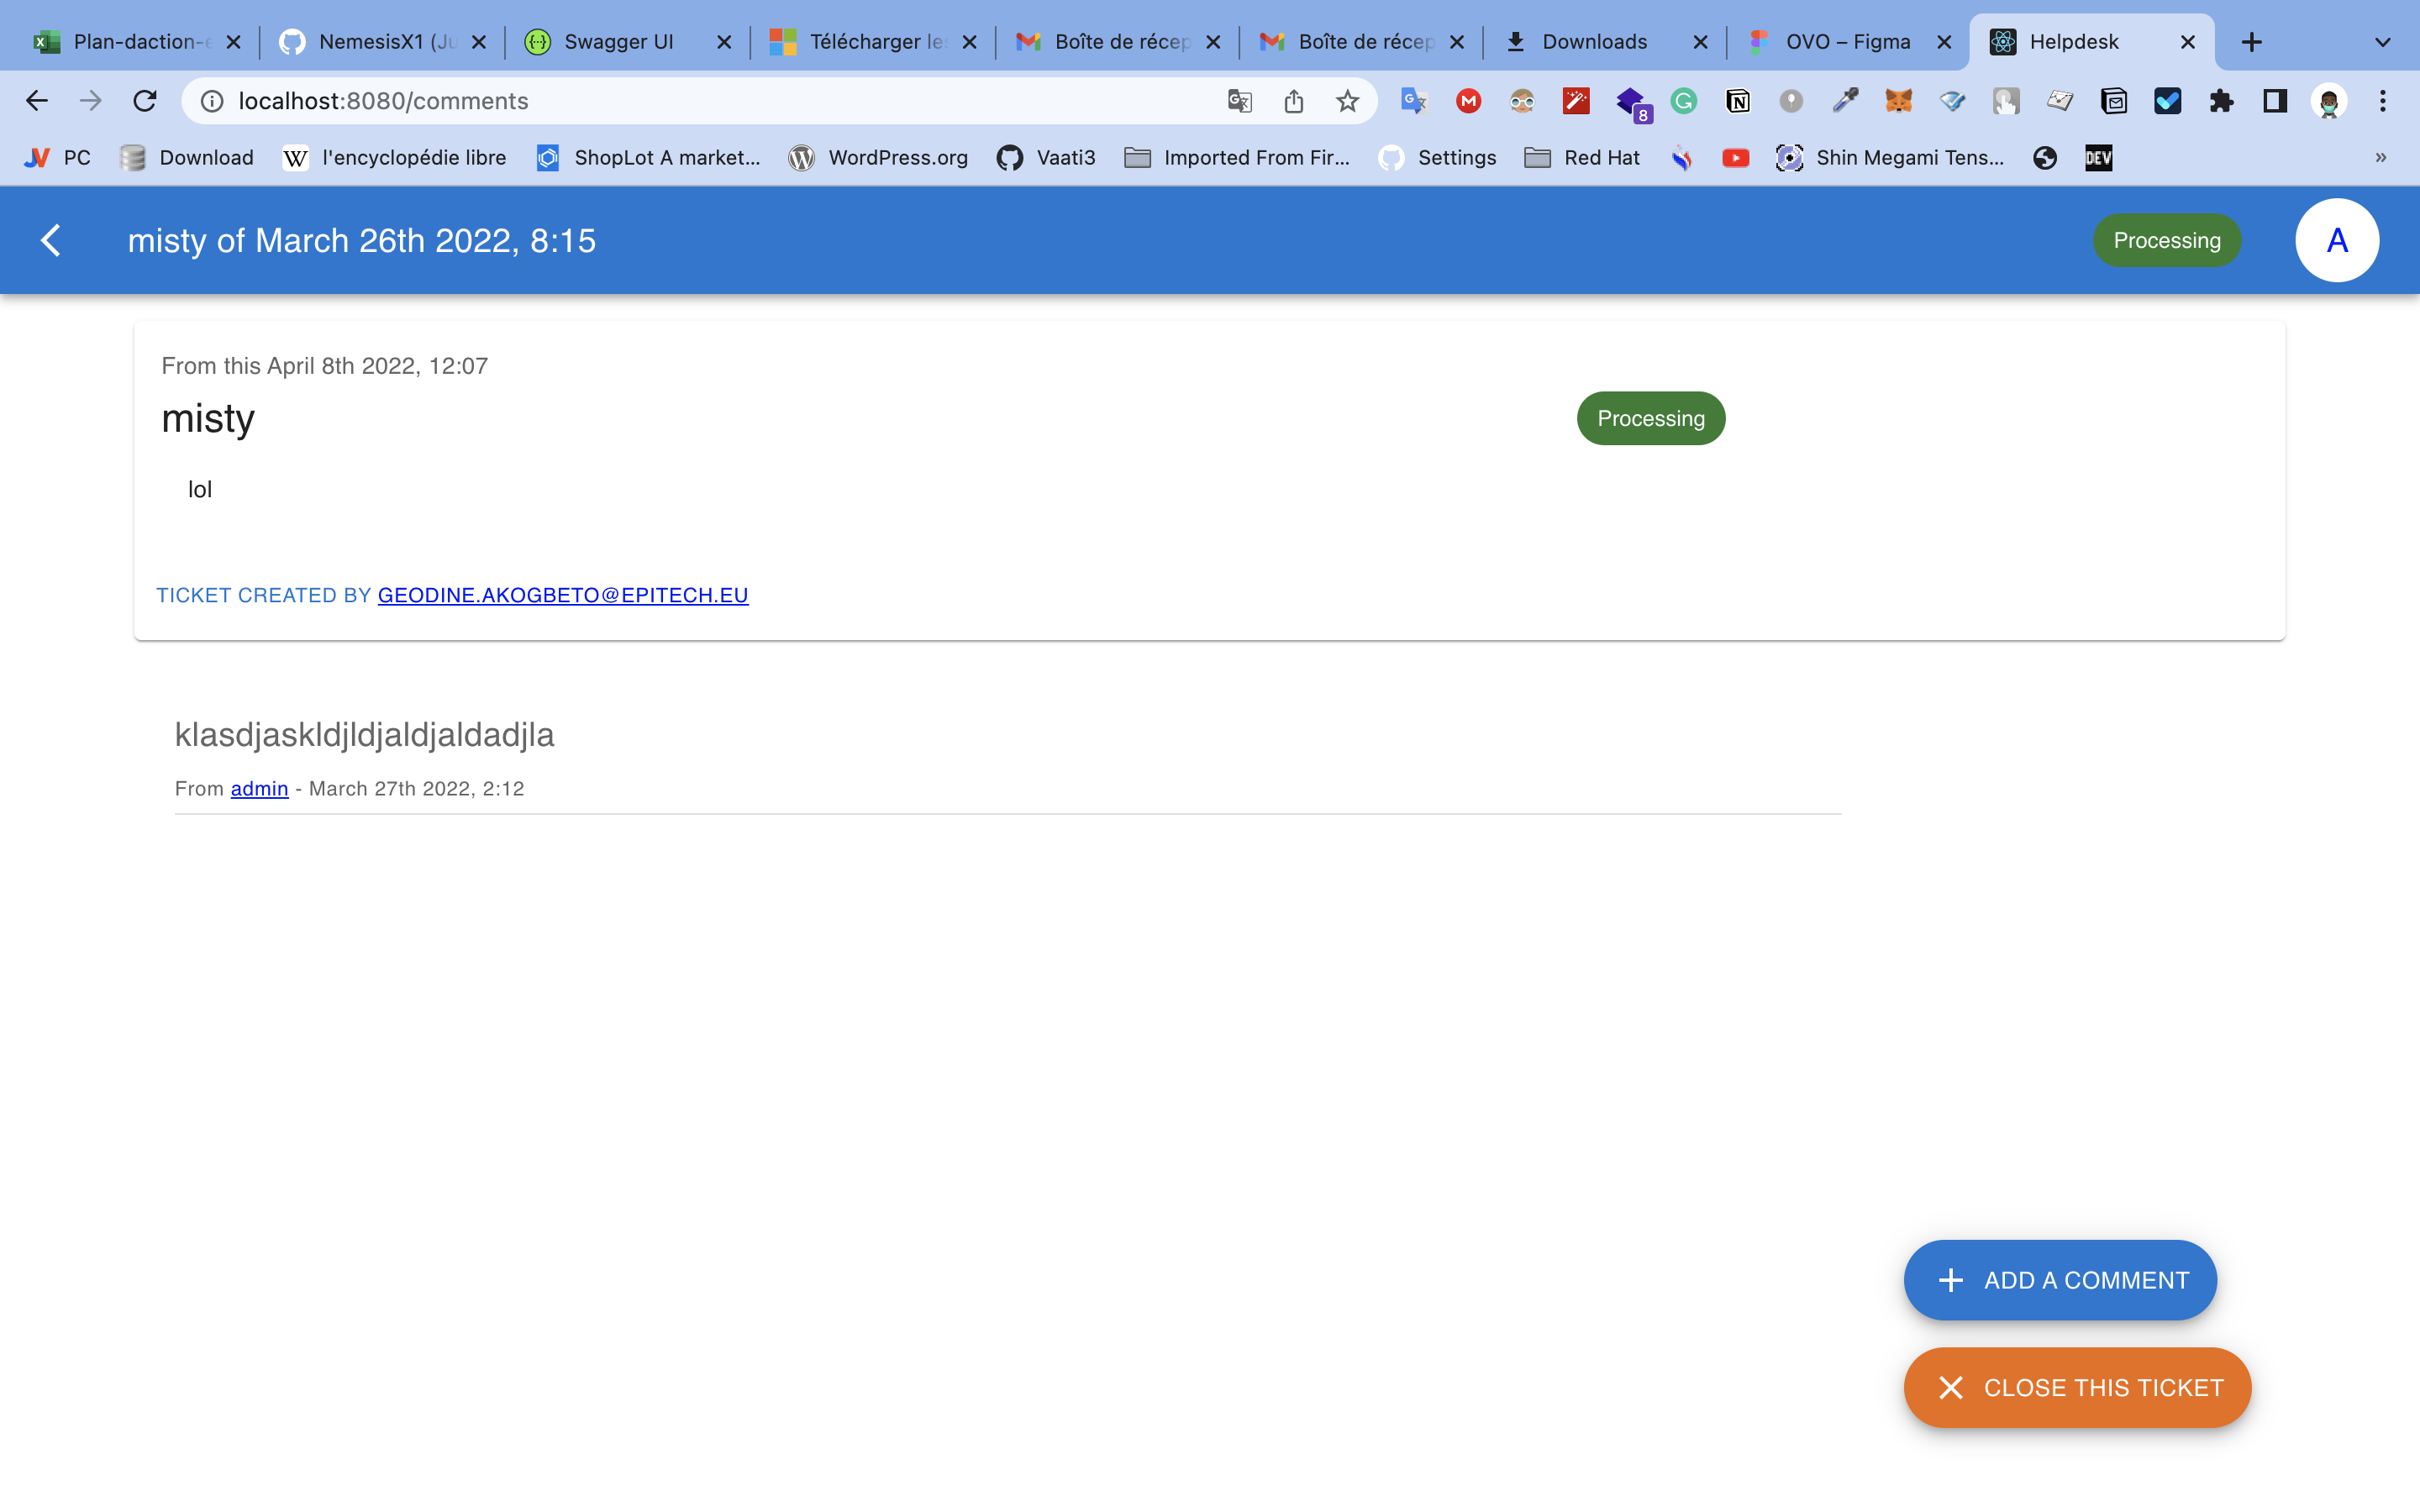 Plan-daction-e
NemesisX1 (Ju
Swagger UI
Télécharger les
Boîte de récep
Boîte de récep
Downloads
OVO – Figma
Helpdesk
localhost:8080/comments
8
PC
Download
l'encyclopédie libre
ShopLot A market...
WordPress.org
Vaati3
Imported From Fir...
Settings
Red Hat
Shin Megami Tens...
DEV
»
misty of March 26th 2022, 8:15
Processing
A
From this April 8th 2022, 12:07
misty
Processing
lol
TICKET CREATED BY GEODINE.AKOGBETO@EPITECH.EU
klasdjaskldjldjaldjaldadjla
From admin - March 27th 2022, 2:12
ADD A COMMENT
CLOSE THIS TICKET